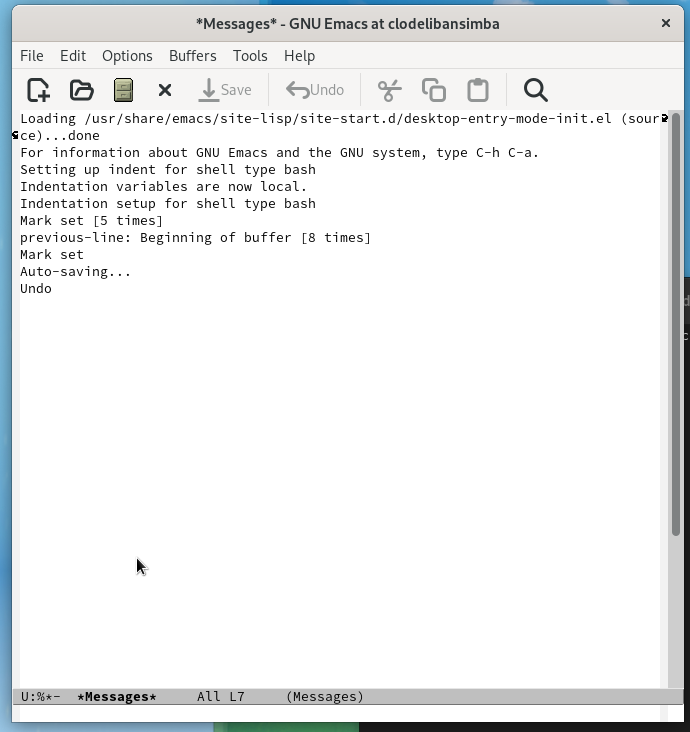 *Messages* - GNU Emacs at clodelibansimba
File Edit Options Buffers Tools Help
Save Undo
Loading /usr/share/emacs/site-lisp/site-start.d/desktop-entry-mode-init.el (sour
ce)...done
For information about GNU Emacs and the GNU system, type C-h C-a.
Setting up indent for shell type bash
Indentation variables are now local.
Indentation setup for shell type bash
Mark set [5 times]
previous-line: Beginning of buffer [8 times]
Mark set
Auto-saving...
Undo
U:%*- *Messages* All L7 (Messages)